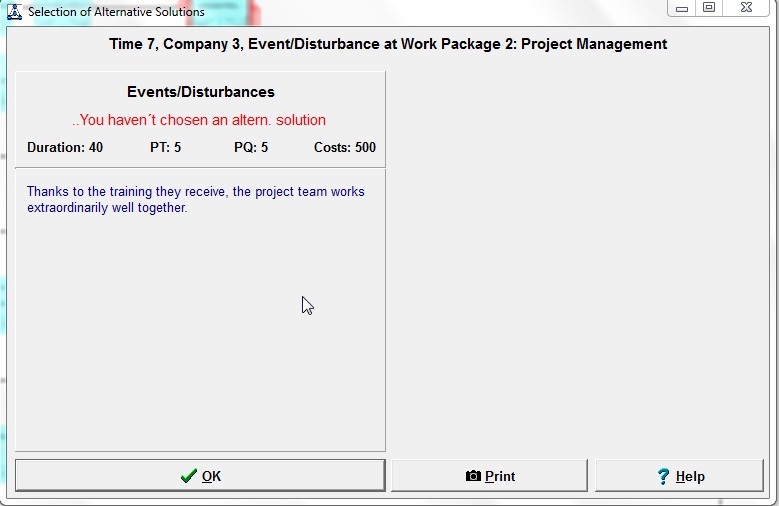 Selection of Alternative Solutions
Time 7, Company 3, Event/Disturbance at Work Package 2: Project Management
Events/Disturbances
..You haven´t chosen an altern. solution
Duration: 40 PT: 5 PQ: 5 Costs: 500
Thanks to the training they receive, the project team works
extraordinarily well together.
OK Print Help